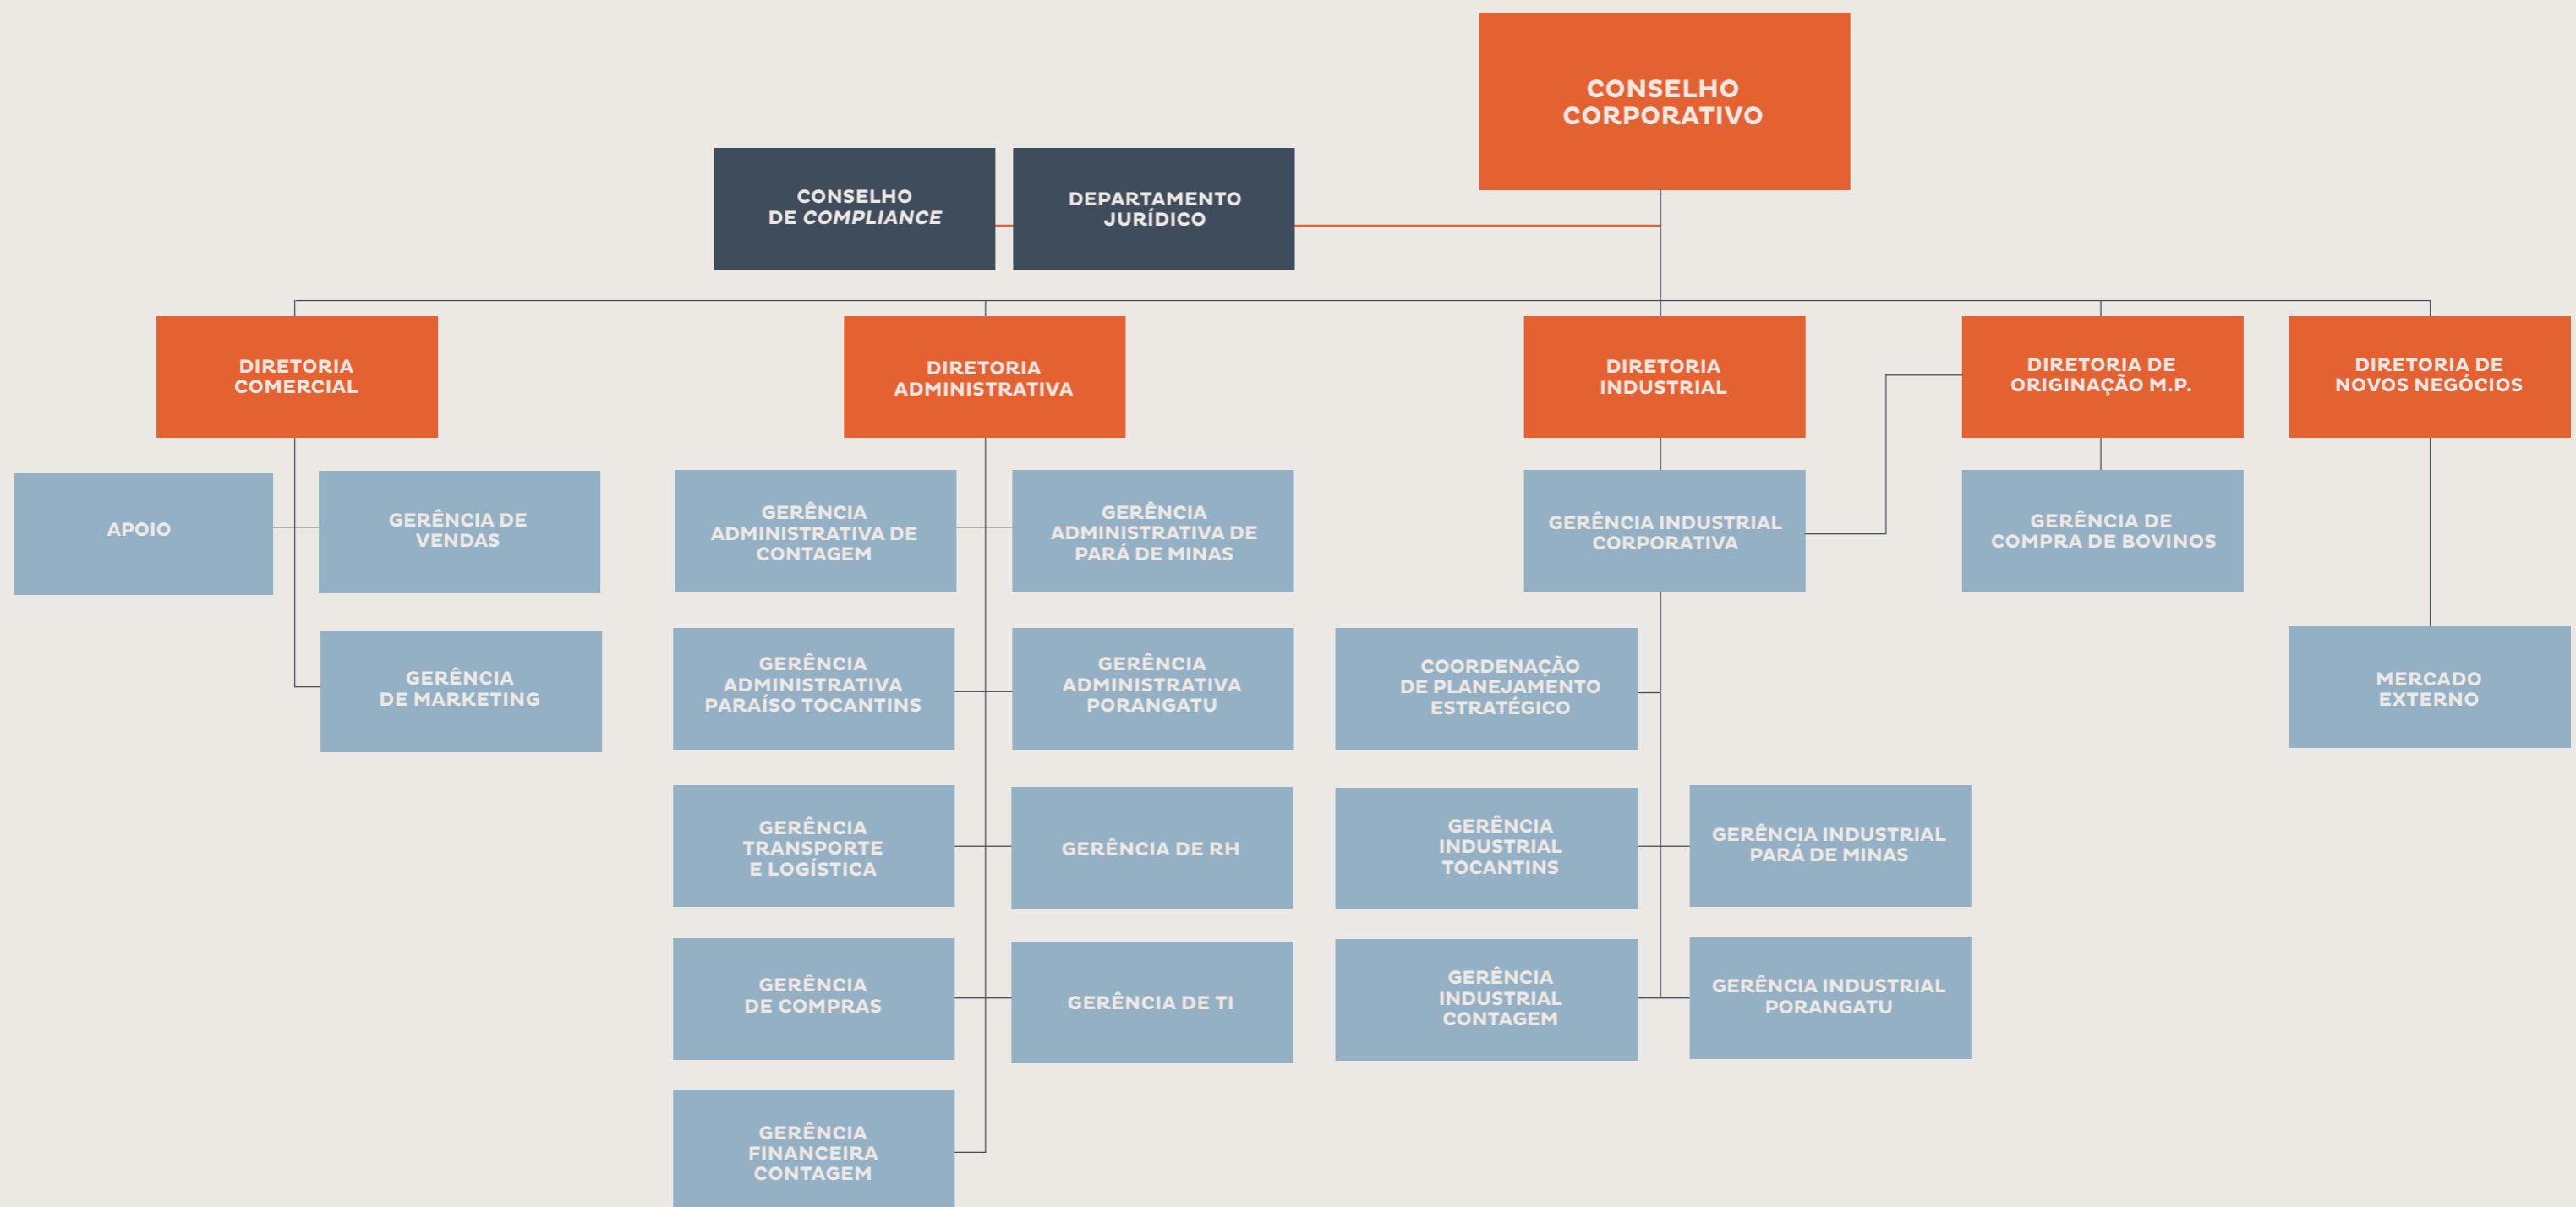 CONSELHO
CORPORATIVO
CONSELHO
DE COMPLIANCE
DEPARTAMENTO
JURÍDICO
DIRETORIA
COMERCIAL
DIRETORIA
ADMINISTRATIVA
DIRETORIA
INDUSTRIAL
DIRETORIA DE
ORIGINAÇÃO M.P.
DIRETORIA DE
NOVOS NEGÓCIOS
APOIO
GERÊNCIA DE
VENDAS
GERÊNCIA
ADMINISTRATIVA DE
CONTAGEM
GERÊNCIA
ADMINISTRATIVA DE
PARÁ DE MINAS
GERÊNCIA INDUSTRIAL
CORPORATIVA
GERÊNCIA DE
COMPRA DE BOVINOS
GERÊNCIA
DE MARKETING
GERÊNCIA
ADMINISTRATIVA
PARAÍSO TOCANTINS
GERÊNCIA
ADMINISTRATIVA
PORANGATU
COORDENAÇÃO
DE PLANEJAMENTO
ESTRATÉGICO
MERCADO
EXTERNO
GERÊNCIA
TRANSPORTE
E LOGÍSTICA
GERÊNCIA DE RH
GERÊNCIA
INDUSTRIAL
TOCANTINS
GERÊNCIA INDUSTRIAL
PARÁ DE MINAS
GERÊNCIA
DE COMPRAS
GERÊNCIA DE TI
GERÊNCIA
INDUSTRIAL
CONTAGEM
GERÊNCIA INDUSTRIAL
PORANGATU
GERÊNCIA
FINANCEIRA
CONTAGEM